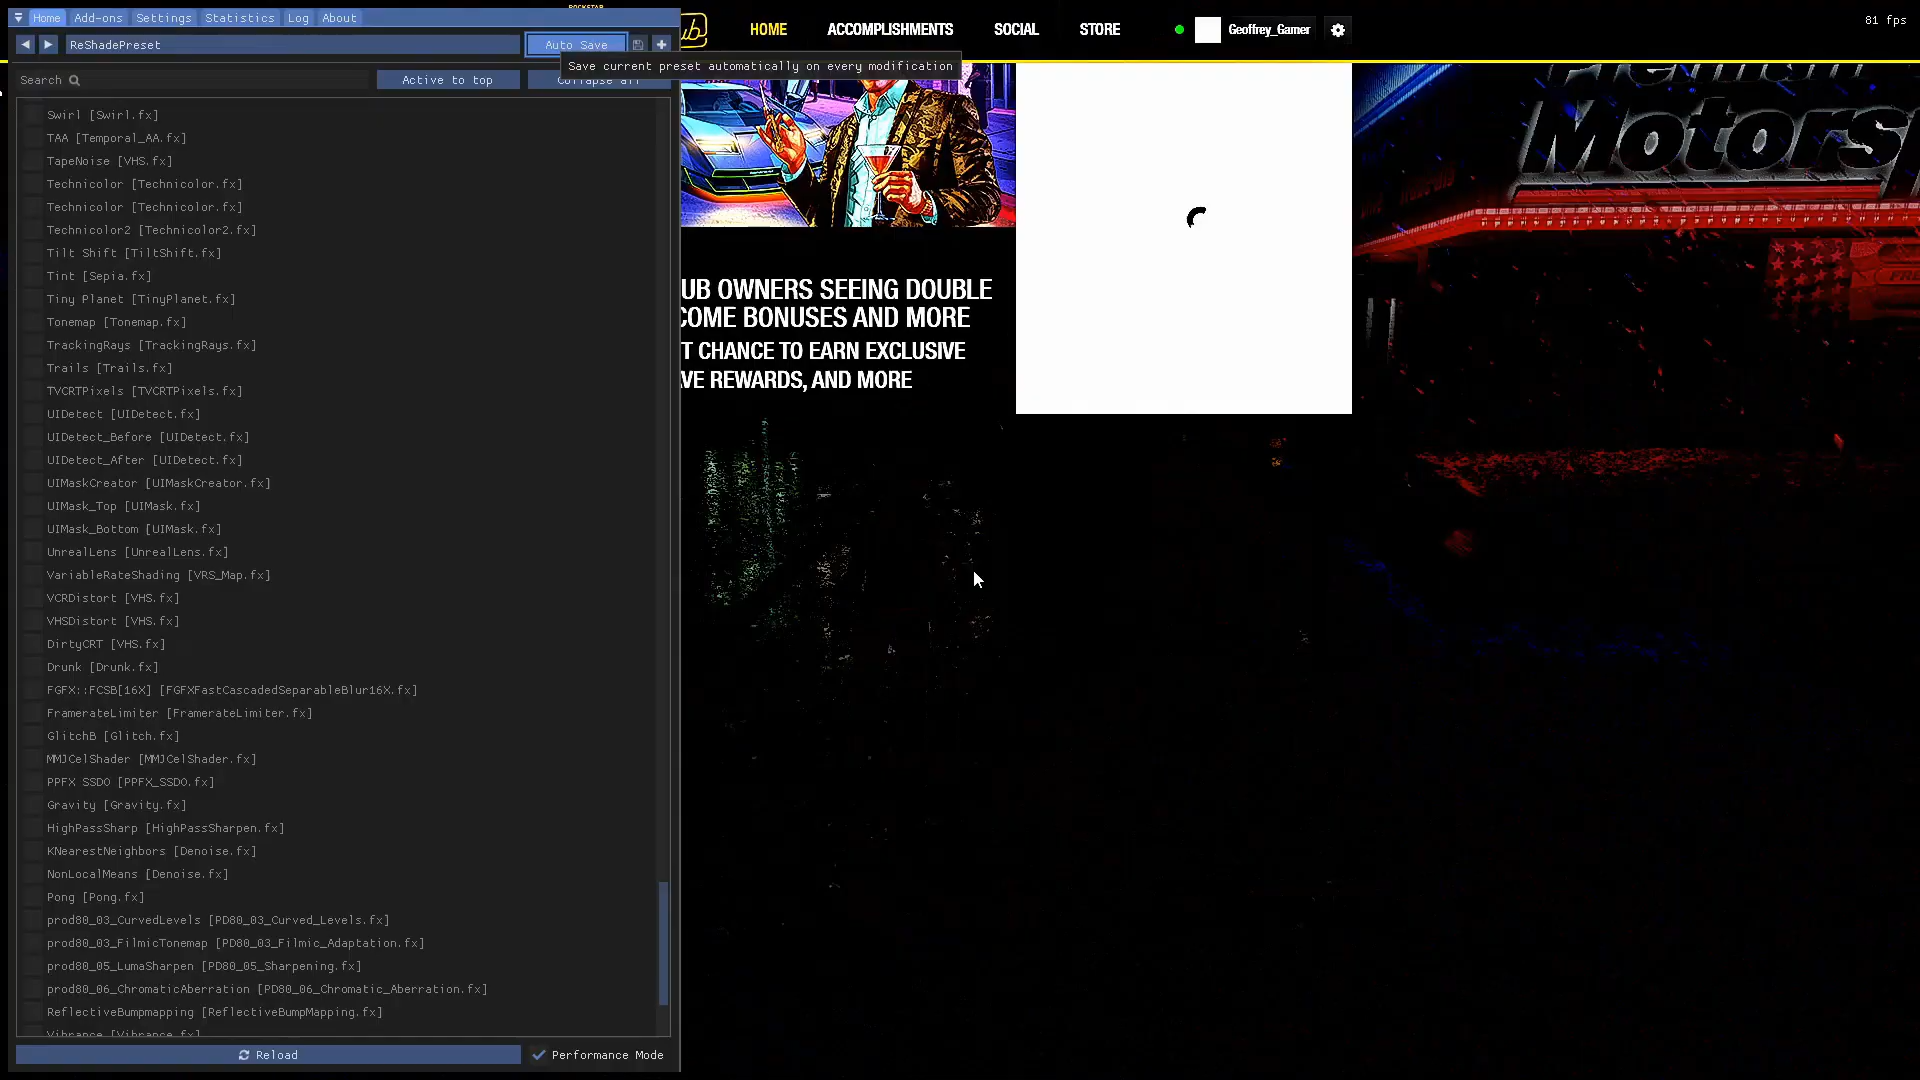 Home Add-ons Settings Statistics Log About
ROCKSTAR
HOME ACCOMPLISHMENTS SOCIAL STORE Geoffrey_Gamer
81 fps
ReShadePreset Auto Save
Save current preset automatically on every modification
Search Active to top Collapse all
Swirl [Swirl.fx]
TAA [Temporal_AA.fx]
TapeNoise [VHS.fx]
Technicolor [Technicolor.fx]
Technicolor [Technicolor.fx]
Technicolor2 [Technicolor2.fx]
Tilt Shift [TiltShift.fx]
Tint [Sepia.fx]
Tiny Planet [TinyPlanet.fx]
Tonemap [Tonemap.fx]
TrackingRays [TrackingRays.fx]
Trails [Trails.fx]
TVCRTPixels [TVCRTPixels.fx]
UIDetect [UIDetect.fx]
UIDetect_Before [UIDetect.fx]
UIDetect_After [UIDetect.fx]
UIMaskCreator [UIMaskCreator.fx]
UIMask_Top [UIMask.fx]
UIMask_Bottom [UIMask.fx]
UnrealLens [UnrealLens.fx]
VariableRateShading [VRS_Map.fx]
VCRDistort [VHS.fx]
VHSDistort [VHS.fx]
DirtyCRT [VHS.fx]
Drunk [Drunk.fx]
FGFX::FCSB[16X] [FGFXFastCascadedSeparableBlur16X.fx]
FramerateLimiter [FramerateLimiter.fx]
GlitchB [Glitch.fx]
MMJCelShader [MMJCelShader.fx]
PPFX SSDO [PPFX_SSDO.fx]
Gravity [Gravity.fx]
HighPassSharp [HighPassSharpen.fx]
KNearestNeighbors [Denoise.fx]
NonLocalMeans [Denoise.fx]
Pong [Pong.fx]
prod80_03_CurvedLevels [PD80_03_Curved_Levels.fx]
prod80_03_FilmicTonemap [PD80_03_Filmic_Adaptation.fx]
prod80_05_LumaSharpen [PD80_05_Sharpening.fx]
prod80_06_ChromaticAberration [PD80_06_Chromatic_Aberration.fx]
ReflectiveBumpmapping [ReflectiveBumpMapping.fx]
Vibrance [Vibrance.fx]
Reload Performance Mode
UB OWNERS SEEING DOUBLE
COME BONUSES AND MORE
T CHANCE TO EARN EXCLUSIVE
VE REWARDS, AND MORE
Motors